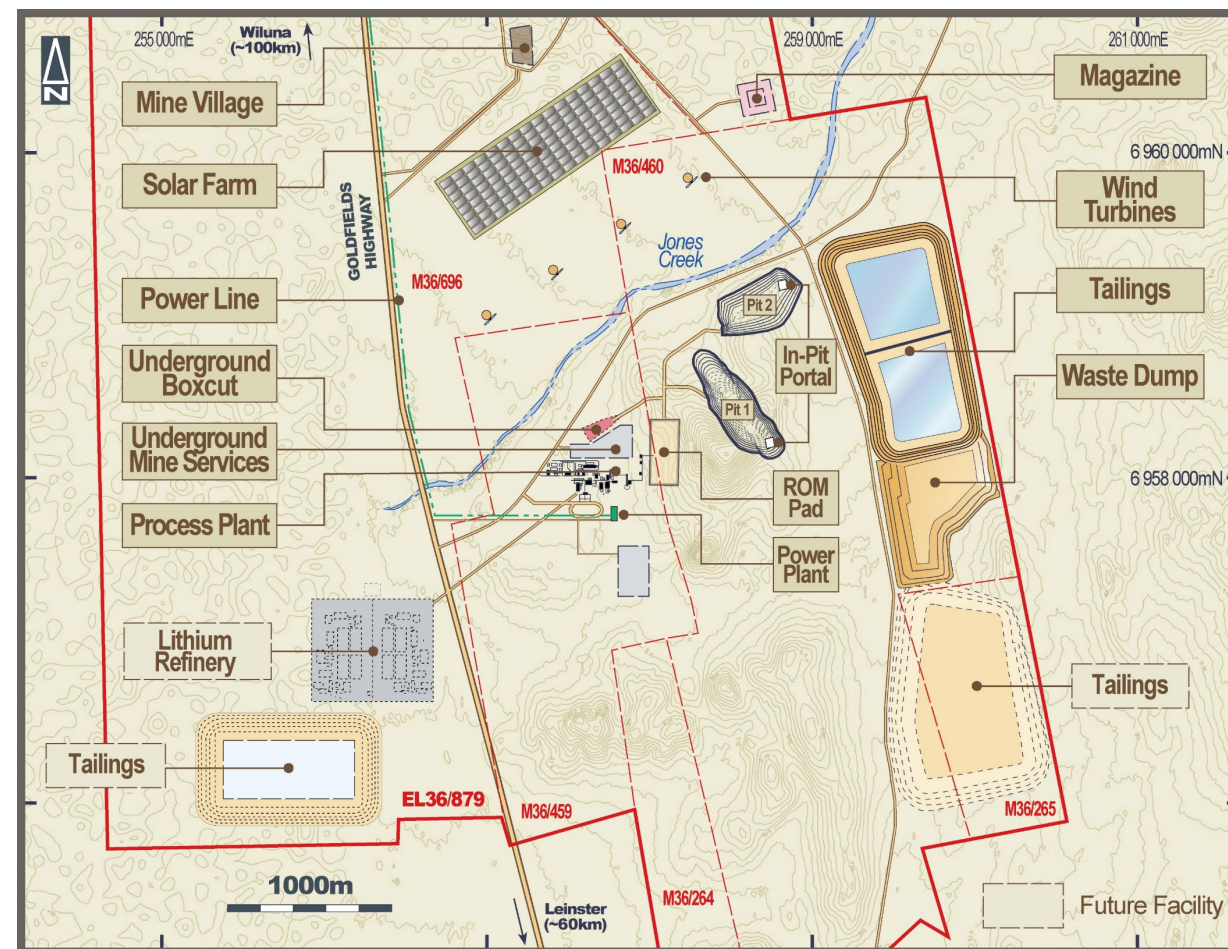 255 000mE
Wiluna
(~100km)
259 000mE
261 000mE
N
Mine Village
Magazine
6 960 000mN
M36/460
Solar Farm
Wind
Turbines
GOLDFIELDS
HIGHWAY
Jones
Creek
M36/696
Power Line
Tailings
Pit 2
Underground
Boxcut
In-Pit
Portal
Waste Dump
Pit 1
Underground
Mine Services
6 958 000mN
ROM
Pad
Process Plant
Power
Plant
Lithium
Refinery
Tailings
Tailings
EL36/879
M36/459
M36/265
1000m
M36/264
Leinster
(~60km)
Future Facility